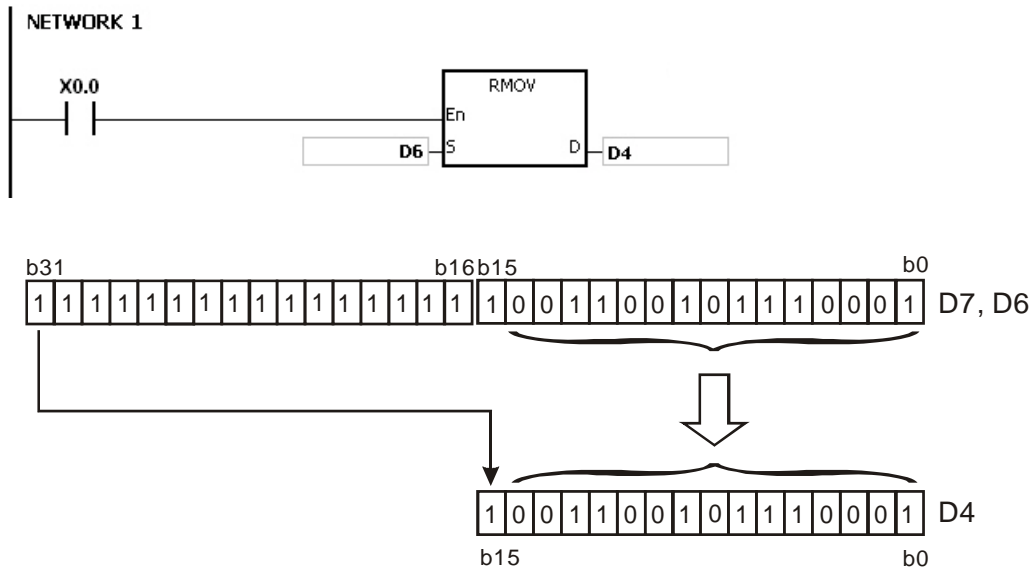 NETWORK 1
X0.0
RMOV
En
D6 S D D4
b31 b16 b15 b0
1 1 1 1 1 1 1 1 1 1 1 1 1 1 1 1 1 0 0 1 1 0 0 1 0 1 1 1 0 0 0 1 D7, D6
1 0 0 1 1 0 0 1 0 1 1 1 0 0 0 1 D4
b15 b0